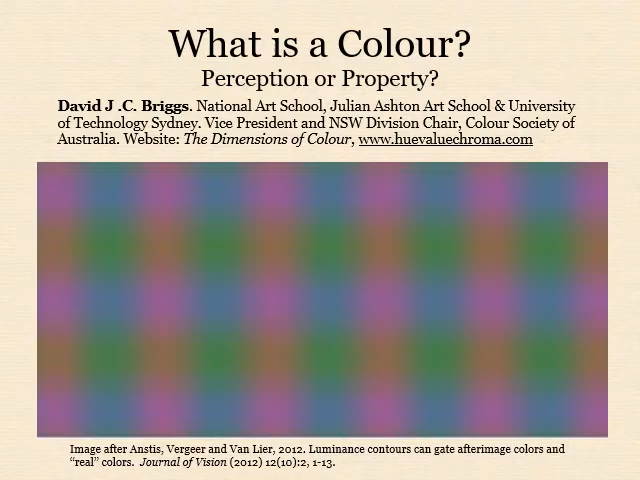 What is a Colour?
Perception or Property?
David J .C. Briggs. National Art School, Julian Ashton Art School & University
of Technology Sydney. Vice President and NSW Division Chair, Colour Society of
Australia. Website: The Dimensions of Colour, www.huevaluechroma.com
Image after Anstis, Vergeer and Van Lier, 2012. Luminance contours can gate afterimage colors and
“real” colors. Journal of Vision (2012) 12(10):2, 1-13.